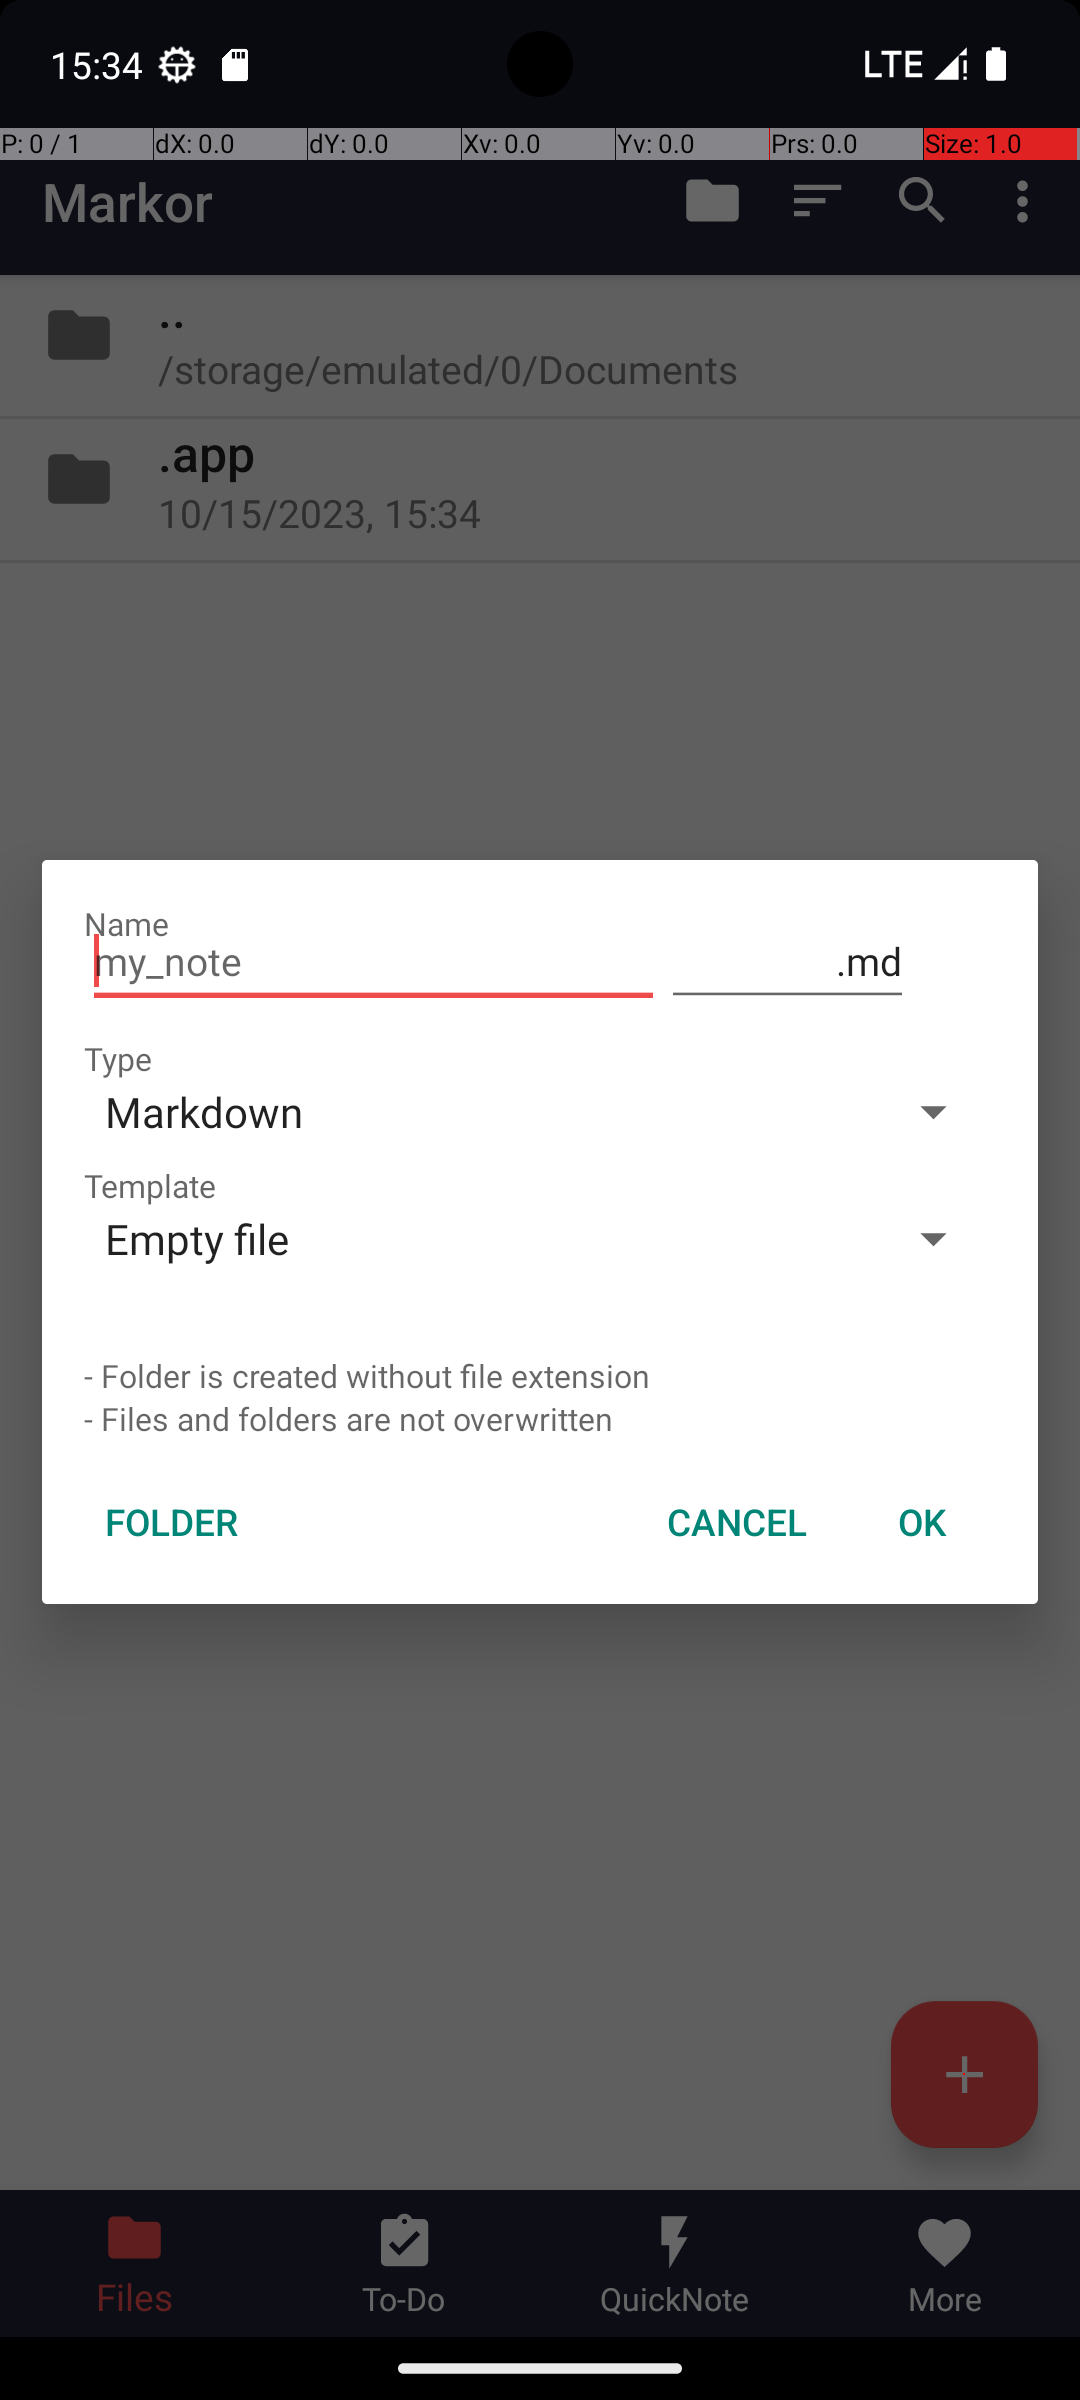 15:34
LTE
P: 0 / 1 dX: 0.0 dY: 0.0 Xv: 0.0 Yv: 0.0 Prs: 0.0 Size: 1.0
Markor
..
/storage/emulated/0/Documents
.app
10/15/2023, 15:34
Name
my_note .md
Type
Markdown
Template
Empty file
- Folder is created without file extension
- Files and folders are not overwritten
FOLDER CANCEL OK
Files To-Do QuickNote More